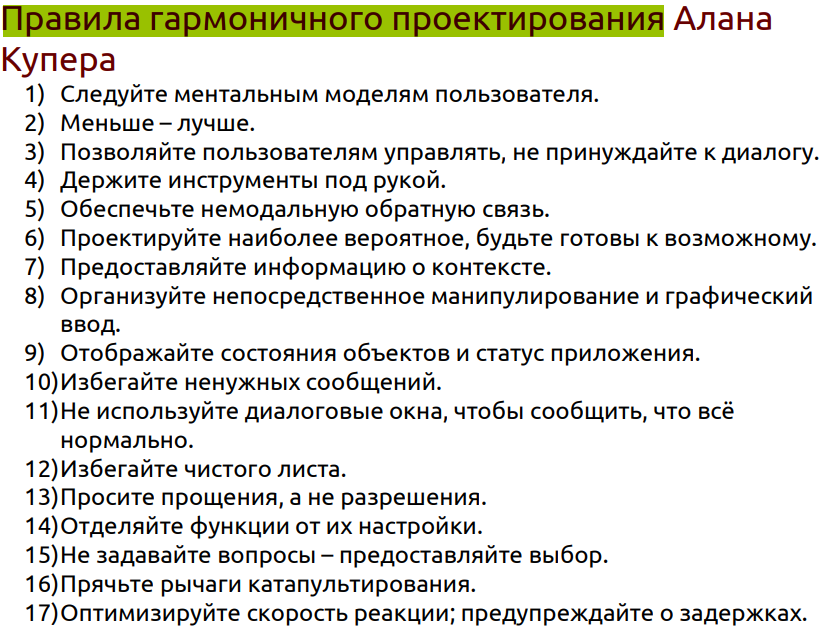 Правила гармоничного проектирования Алана
Купера
1) Следуйте ментальным моделям пользователя.
2) Меньше – лучше.
3) Позволяйте пользователям управлять, не принуждайте к диалогу.
4) Держите инструменты под рукой.
5) Обеспечьте немодальную обратную связь.
6) Проектируйте наиболее вероятное, будьте готовы к возможному.
7) Предоставляйте информацию о контексте.
8) Организуйте непосредственное манипулирование и графический
ввод.
9) Отображайте состояния объектов и статус приложения.
10)Избегайте ненужных сообщений.
11)Не используйте диалоговые окна, чтобы сообщить, что всё
нормально.
12)Избегайте чистого листа.
13)Просите прощения, а не разрешения.
14)Отделяйте функции от их настройки.
15)Не задавайте вопросы – предоставляйте выбор.
16)Прячьте рычаги катапультирования.
17)Оптимизируйте скорость реакции; предупреждайте о задержках.